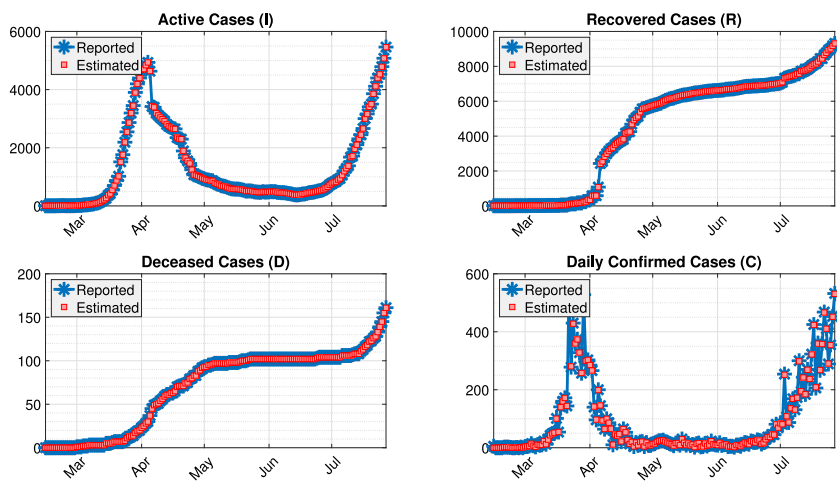 Active Cases (I)
6000
4000
2000
0
Reported
Estimated
Mar
Apr
May
Jun
Jul
Recovered Cases (R)
10000
8000
6000
4000
2000
0
Reported
Estimated
Mar
Apr
May
Jun
Jul
Deceased Cases (D)
200
150
100
50
0
Reported
Estimated
Mar
Apr
May
Jun
Jul
Daily Confirmed Cases (C)
600
400
200
0
Reported
Estimated
Mar
Apr
May
Jun
Jul